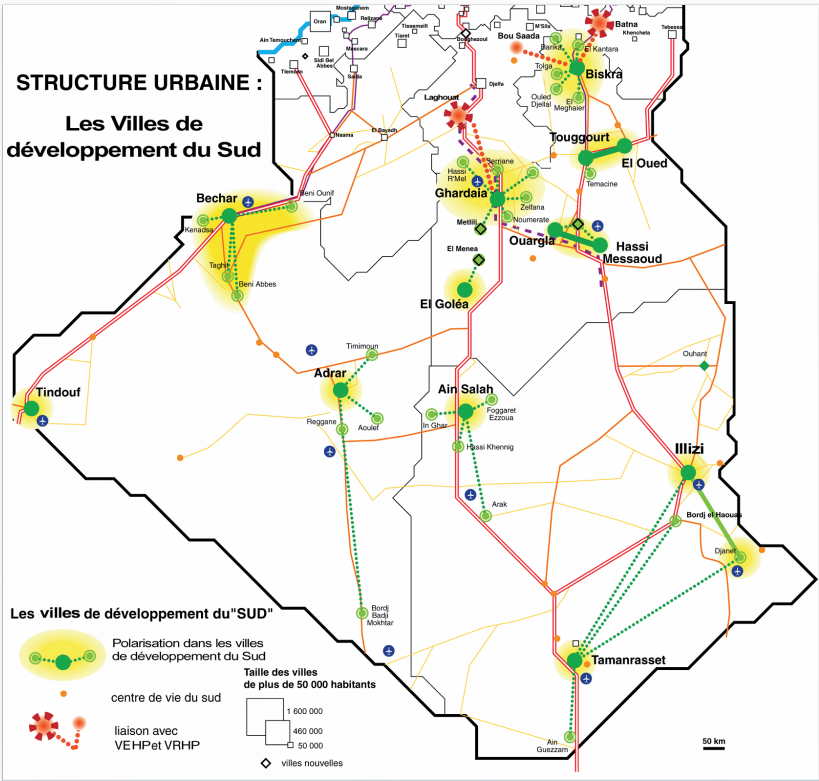 STRUCTURE URBAINE :
Les Villes de
développement du Sud
Mostaganem
Oran
Relizane
Ain Temouchent
Sidi Bel
Abbes
Tlemcen
Mascara
Saida
Tissemsilt
Tiaret
Boughezoul
Djelfa
Naama
El Bayadh
Laghouat
M'Sila
Bou Saada
Batna
Khenchela
Tebessa
Barika
El Kantara
Tolga
Biskra
Ouled
Djellal
El
Meghaier
Touggourt
El Oued
Temacine
Berriane
Hassi
R'Mel
Ghardaia
Zelfana
Metlili
Noumerate
El Menea
Ouargla
Hassi
Messaoud
El Goléa
Bechar
Beni Ounif
Kenadsa
Taghit
Beni Abbes
Timimoun
Adrar
Reggane
Aoulef
Tindouf
Ain Salah
Foggaret
Ezzoua
In Ghar
Hassi Khennig
Arak
Ouhant
Illizi
Bordj el Haouas
Djanet
Bordj
Badji
Mokhtar
Tamanrasset
Ain
Guezzam
Les villes de développement du"SUD"
Polarisation dans les villes
de développement du Sud
centre de vie du sud
liaison avec
VEHPet VRHP
Taille des villes
de plus de 50 000 habitants
1 600 000
460 000
50 000
villes nouvelles
50 km